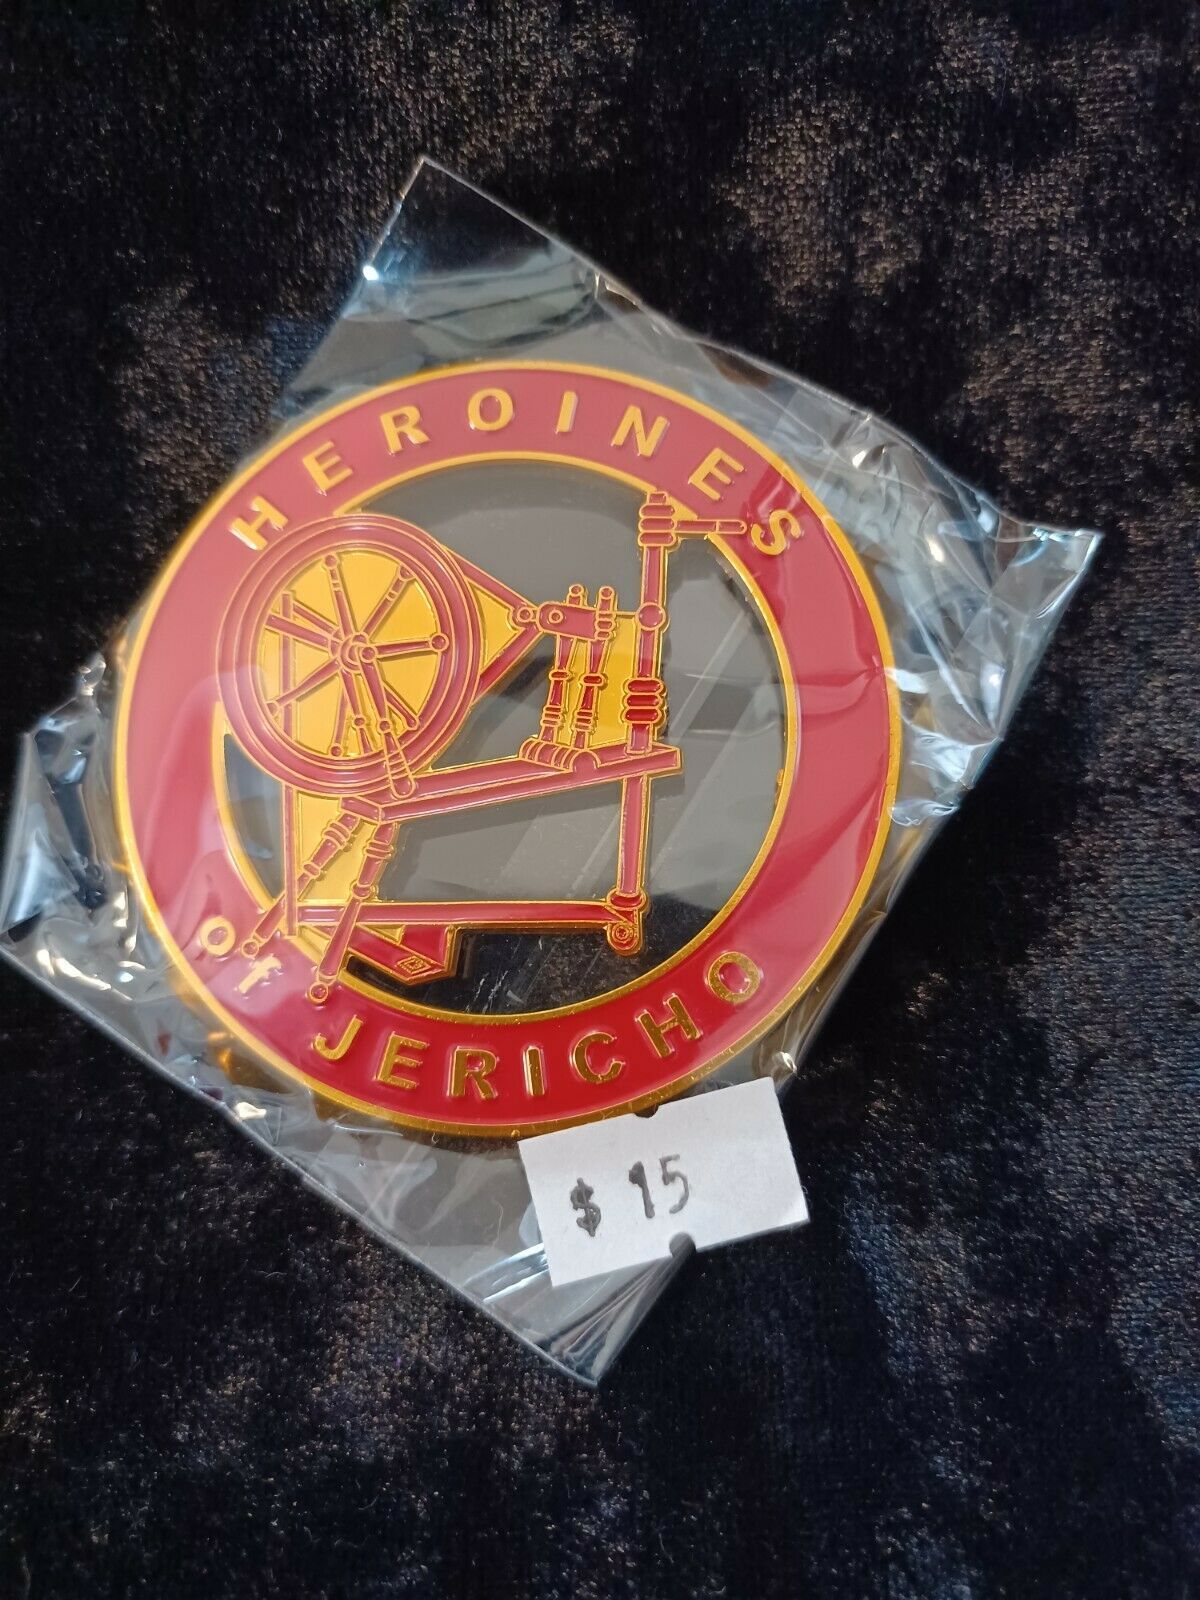 HEROINES
of JERICHO
$ 15